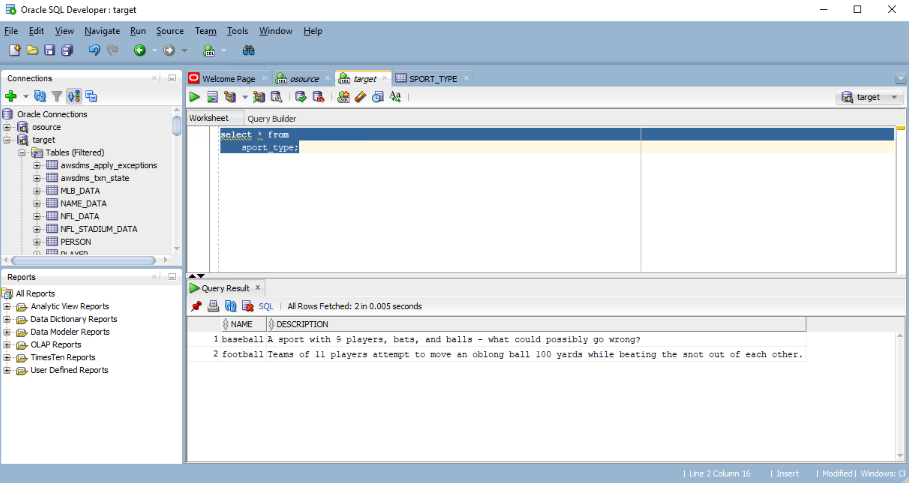 Oracle SQL Developer : target
File Edit View Navigate Run Source Team Tools Window Help
Connections
Oracle Connections
osource
target
Tables (Filtered)
awsdms_apply_exceptions
awsdms_txn_state
MLB_DATA
NAME_DATA
NFL_DATA
NFL_STADIUM_DATA
PERSON
PLAYER
Reports
All Reports
Analytic View Reports
Data Dictionary Reports
Data Modeler Reports
OLAP Reports
TimesTen Reports
User Defined Reports
Welcome Page osource target SPORT_TYPE
target
Worksheet Query Builder
select * from
sport_type;
Query Result
SQL All Rows Fetched: 2 in 0.005 seconds
NAME DESCRIPTION
1 baseball A sport with 9 players, bats, and balls - what could possibly go wrong?
2 football Teams of 11 players attempt to move an oblong ball 100 yards while beating the snot out of each other.
Line 2 Column 16 Insert Modified Windows: Cl